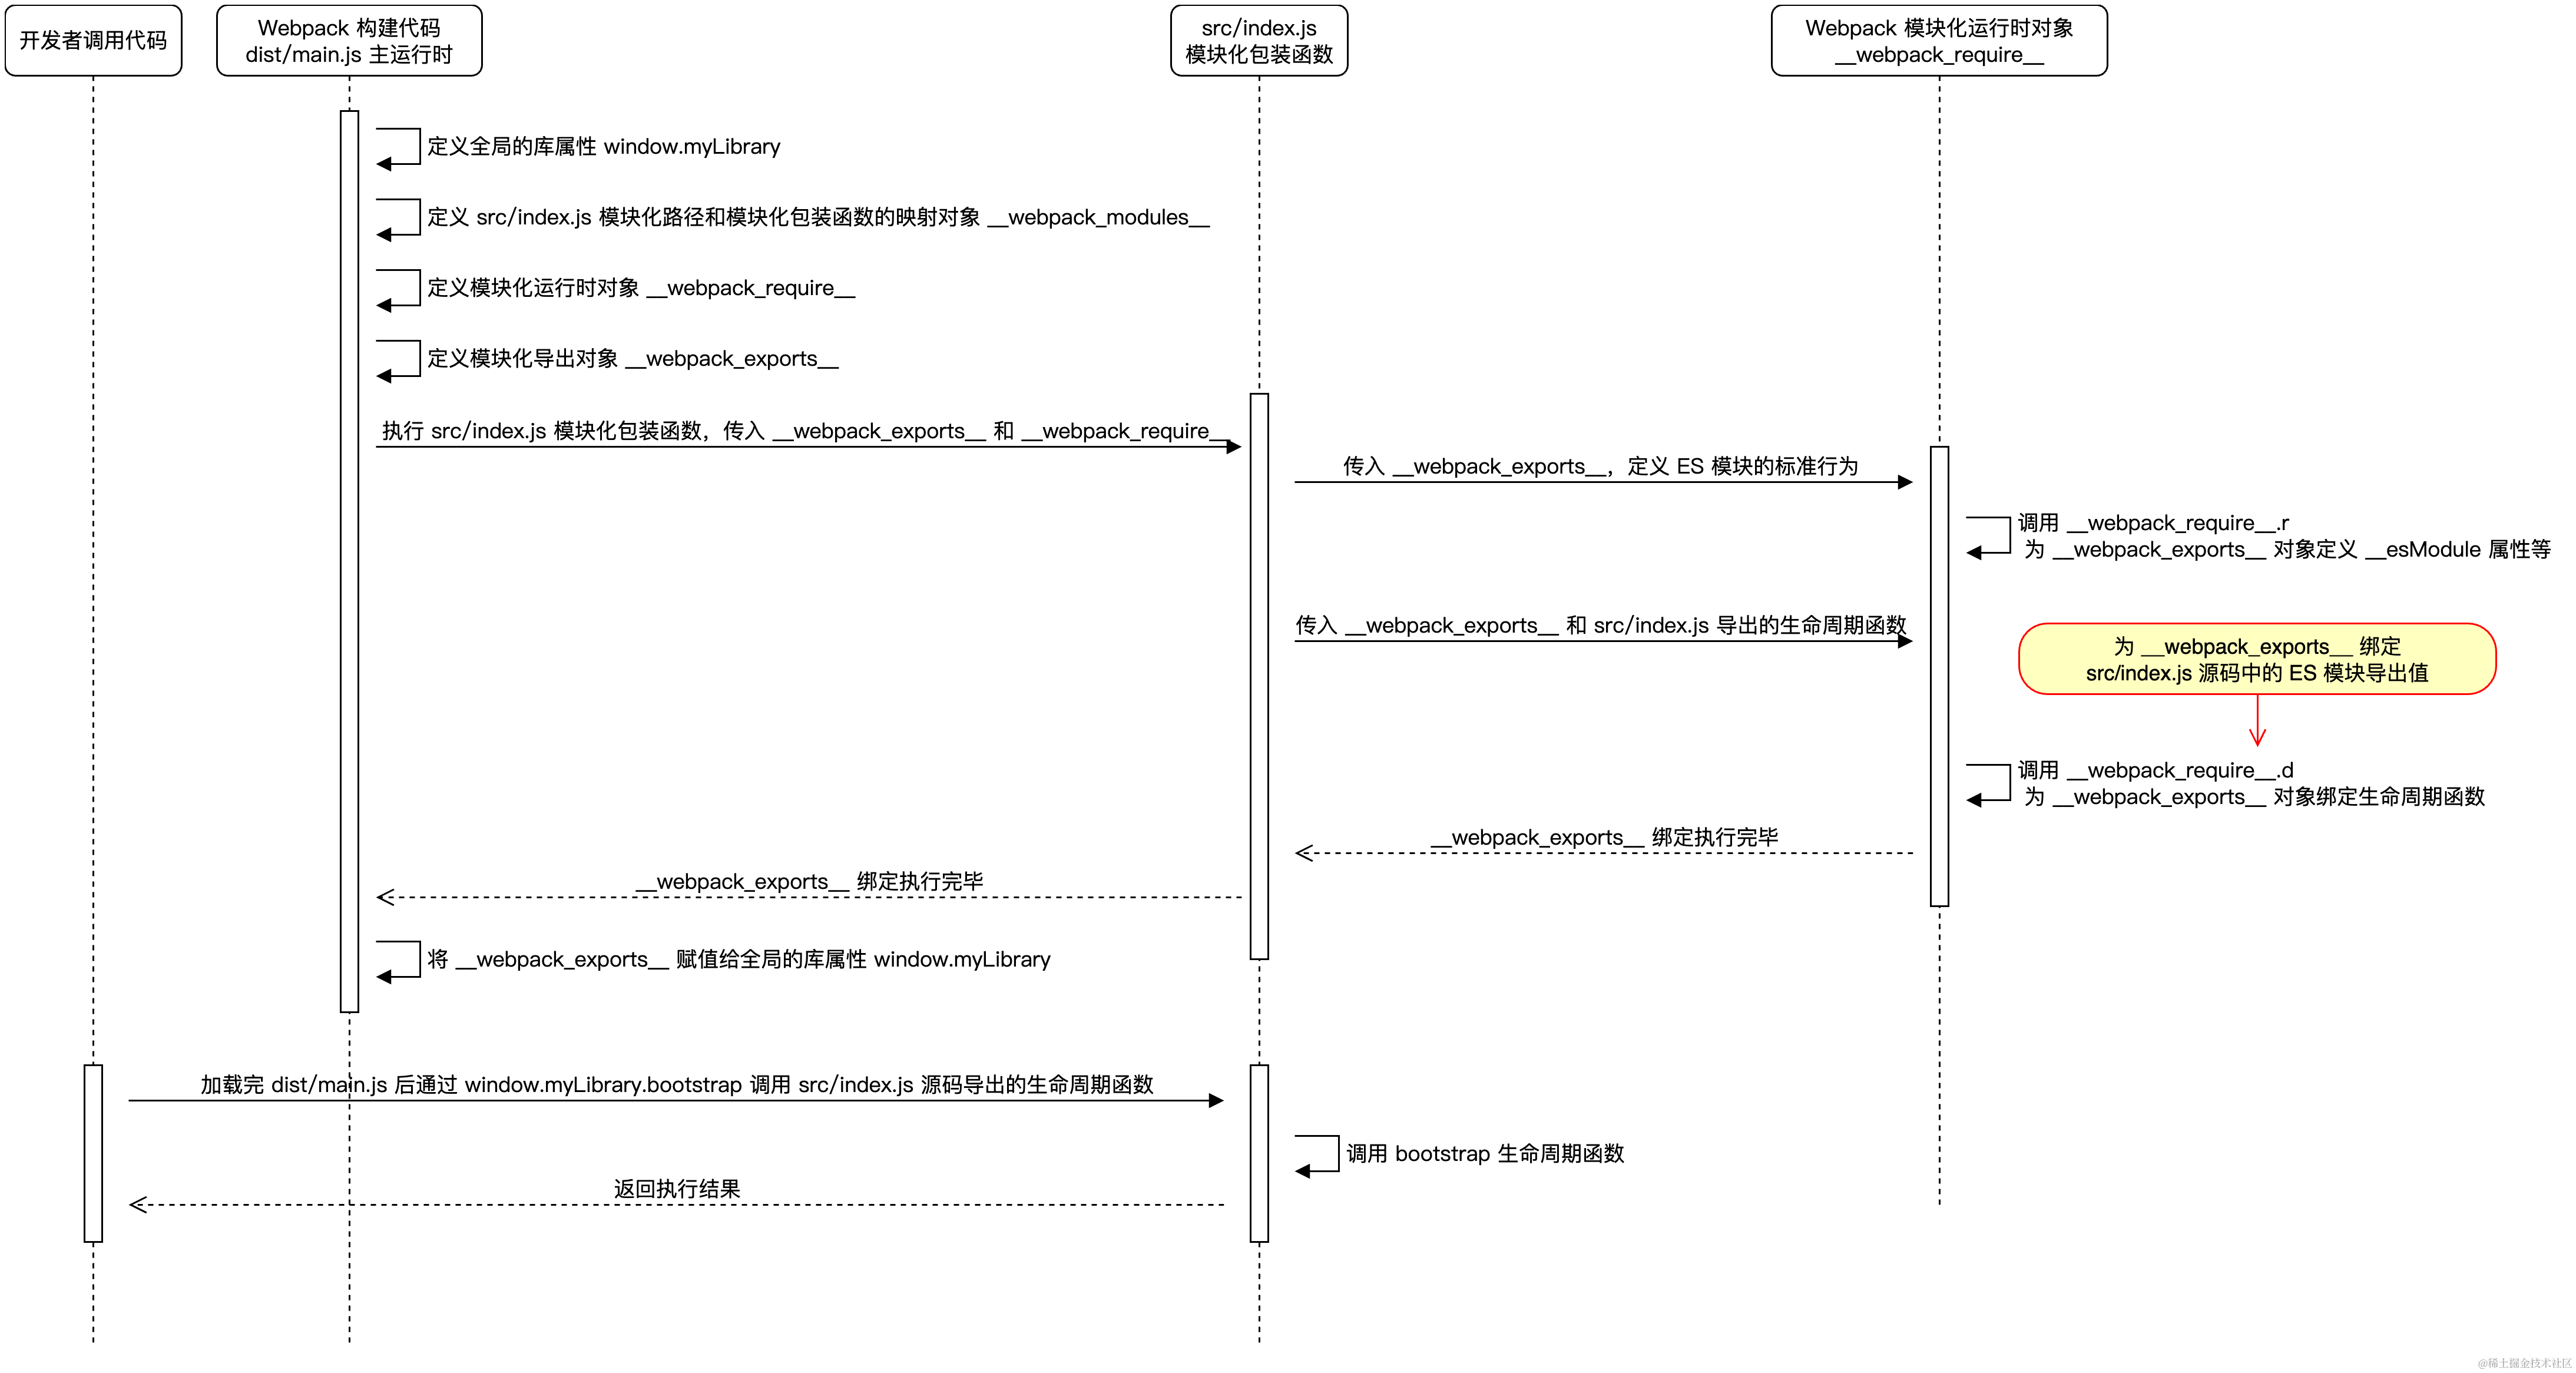 开发者调用代码
Webpack 构建代码
dist/main.js 主运行时
src/index.js
模块化包装函数
Webpack 模块化运行时对象
__webpack_require__
定义全局的库属性 window.myLibrary
定义 src/index.js 模块化路径和模块化包装函数的映射对象 __webpack_modules__
定义模块化运行时对象 __webpack_require__
定义模块化导出对象 __webpack_exports__
执行 src/index.js 模块化包装函数，传入 __webpack_exports__ 和 __webpack_require__
传入 __webpack_exports__，定义 ES 模块的标准行为
调用 __webpack_require__.r
为 __webpack_exports__ 对象定义 __esModule 属性等
传入 __webpack_exports__ 和 src/index.js 导出的生命周期函数
为 __webpack_exports__ 绑定
src/index.js 源码中的 ES 模块导出值
调用 __webpack_require__.d
为 __webpack_exports__ 对象绑定生命周期函数
__webpack_exports__ 绑定执行完毕
__webpack_exports__ 绑定执行完毕
将 __webpack_exports__ 赋值给全局的库属性 window.myLibrary
加载完 dist/main.js 后通过 window.myLibrary.bootstrap 调用 src/index.js 源码导出的生命周期函数
调用 bootstrap 生命周期函数
返回执行结果
@稀土掘金技术社区